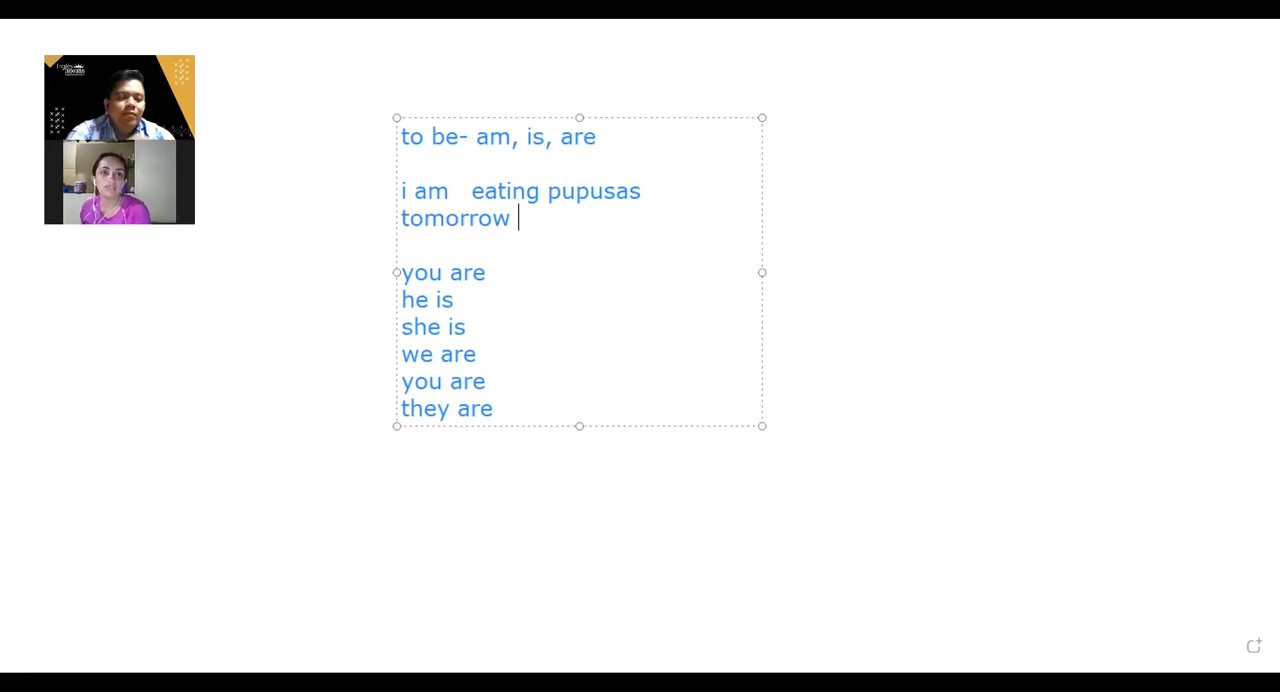 to be- am, is, are
i am   eating pupusas
tomorrow
you are
he is
she is
we are
you are
they are